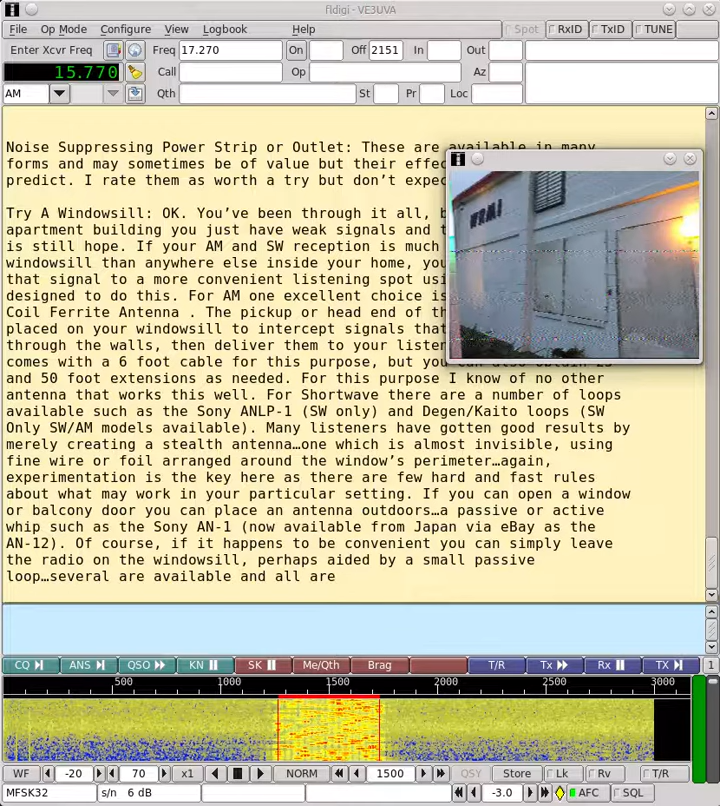 fldigi - VE3UVA
File Op Mode Configure View Logbook Help Spot RxID TxID TUNE
Enter Xcvr Freq Freq 17.270 On Off 2151 In Out
15.770 Call Op Az
AM Qth St Pr Loc
Noise Suppressing Power Strip or Outlet: These are available in many
forms and may sometimes be of value but their effec
predict. I rate them as worth a try but don’t expec
WRMI
Try A Windowsill: OK. You’ve been through it all, b
apartment building you just have weak signals and t
is still hope. If your AM and SW reception is much
windowsill than anywhere else inside your home, you
that signal to a more convenient listening spot usi
designed to do this. For AM one excellent choice is
Coil Ferrite Antenna . The pickup or head end of th
placed on your windowsill to intercept signals that
through the walls, then deliver them to your listen
comes with a 6 foot cable for this purpose, but you can also obtain 25
and 50 foot extensions as needed. For this purpose I know of no other
antenna that works this well. For Shortwave there are a number of loops
available such as the Sony ANLP-1 (SW only) and Degen/Kaito loops (SW
Only SW/AM models available). Many listeners have gotten good results by
merely creating a stealth antenna…one which is almost invisible, using
fine wire or foil arranged around the window’s perimeter…again,
experimentation is the key here as there are few hard and fast rules
about what may work in your particular setting. If you can open a window
or balcony door you can place an antenna outdoors…a passive or active
whip such as the Sony AN-1 (now available from Japan via eBay as the
AN-12). Of course, if it happens to be convenient you can simply leave
the radio on the windowsill, perhaps aided by a small passive
loop…several are available and all are
CQ ANS QSO KN SK Me/Qth Brag T/R Tx Rx TX 1
500 1000 1500 2000 2500 3000
WF -20 70 x1 NORM 1500 QSY Store Lk Rv T/R
MFSK32 s/n 6 dB -3.0 AFC SQL